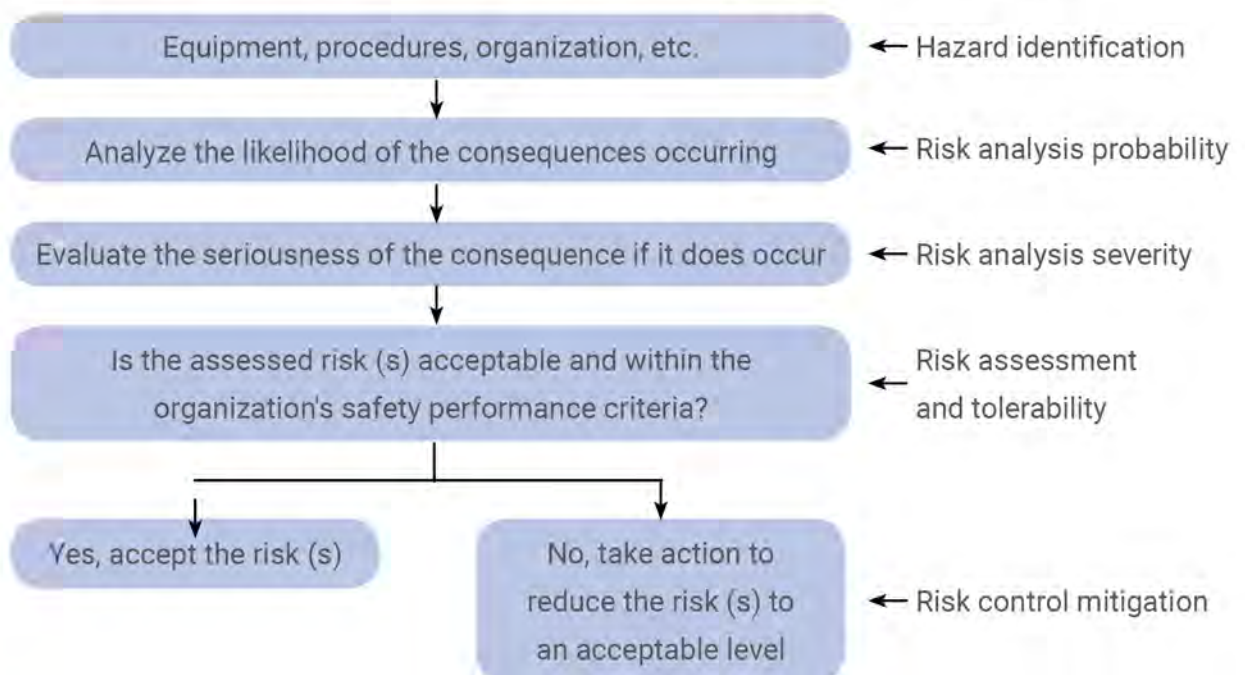 Equipment, procedures, organization, etc.
Hazard identification
Analyze the likelihood of the consequences occurring
Risk analysis probability
Evaluate the seriousness of the consequence if it does occur
Risk analysis severity
Is the assessed risk (s) acceptable and within the
organization's safety performance criteria?
Risk assessment
and tolerability
Yes, accept the risk (s)
No, take action to
reduce the risk (s) to
an acceptable level
Risk control mitigation